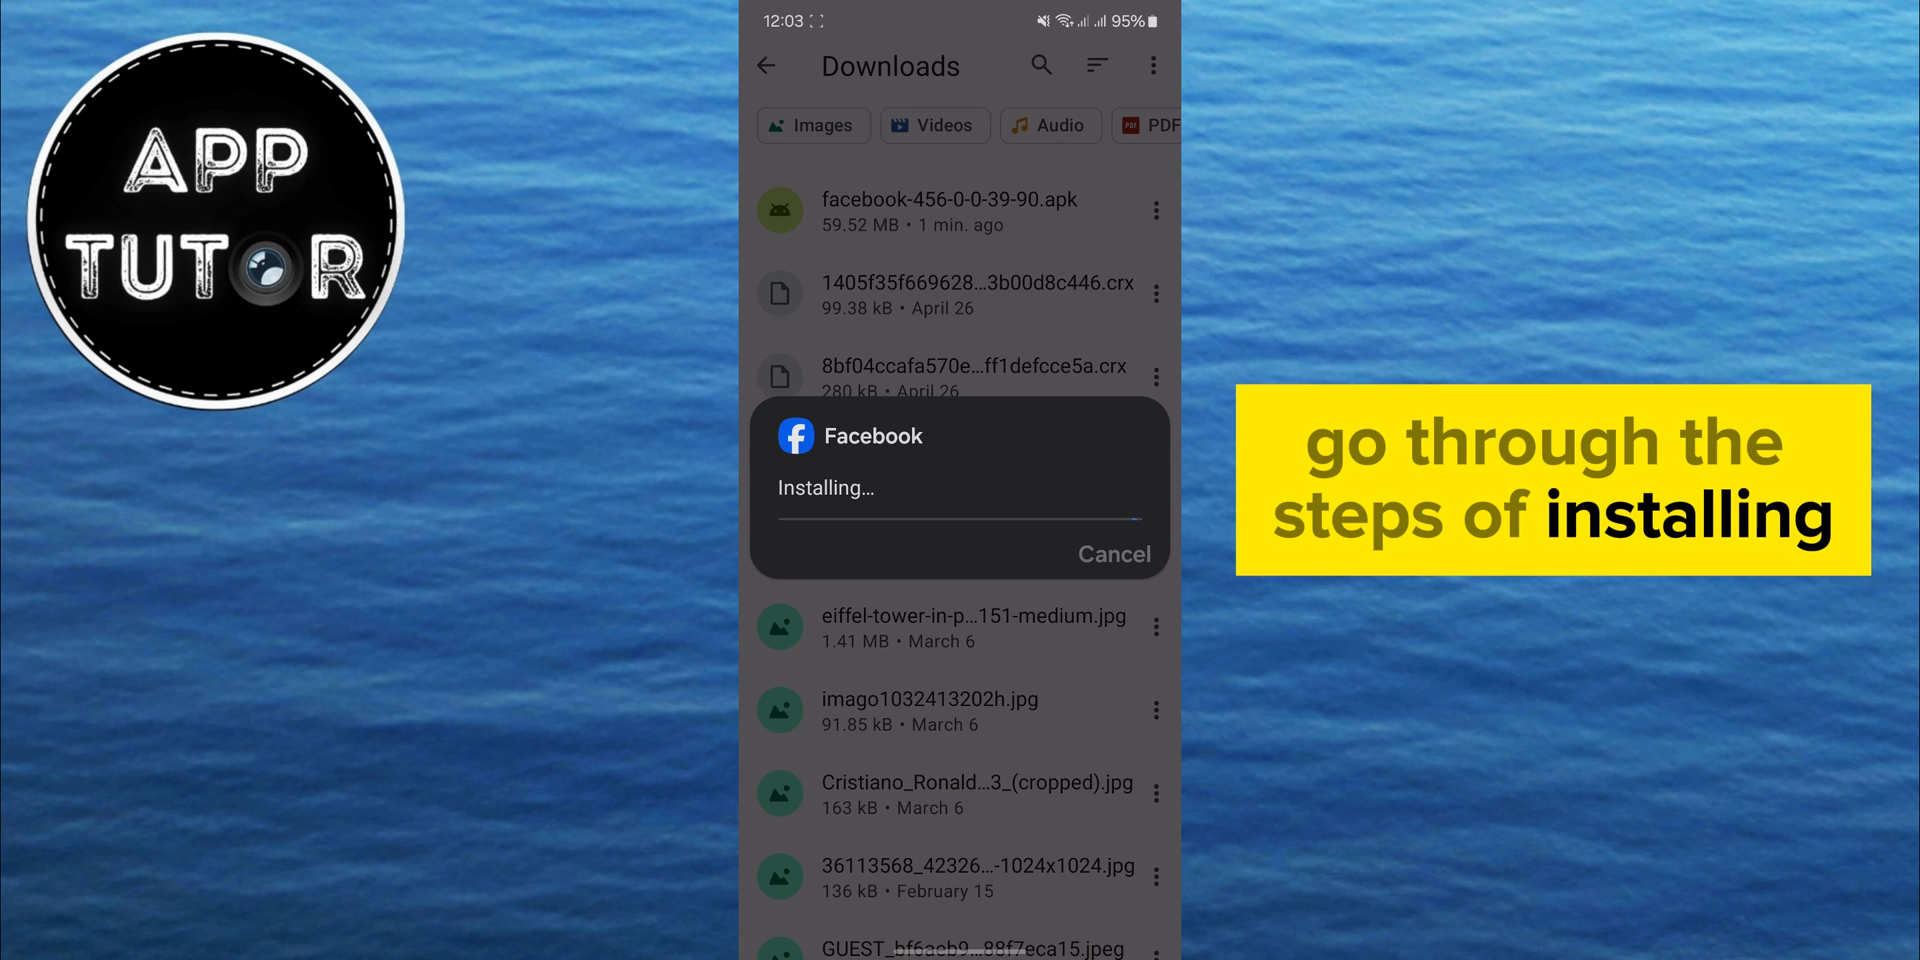 APP
TUTOR
12:03 95%
Downloads
Images Videos Audio PDF PDF
facebook-456-0-0-39-90.apk
59.52 MB • 1 min. ago
1405f35f669628...3b00d8c446.crx
99.38 kB • April 26
8bf04ccafa570e...ff1defcce5a.crx
280 kB • April 26
Facebook
Installing...
Cancel
eiffel-tower-in-p...151-medium.jpg
1.41 MB • March 6
imago1032413202h.jpg
91.85 kB • March 6
Cristiano_Ronald...3_(cropped).jpg
163 kB • March 6
36113568_42326...-1024x1024.jpg
136 kB • February 15
GUEST_bf6acb9...88f7eca15.jpeg
go through the
steps of installing